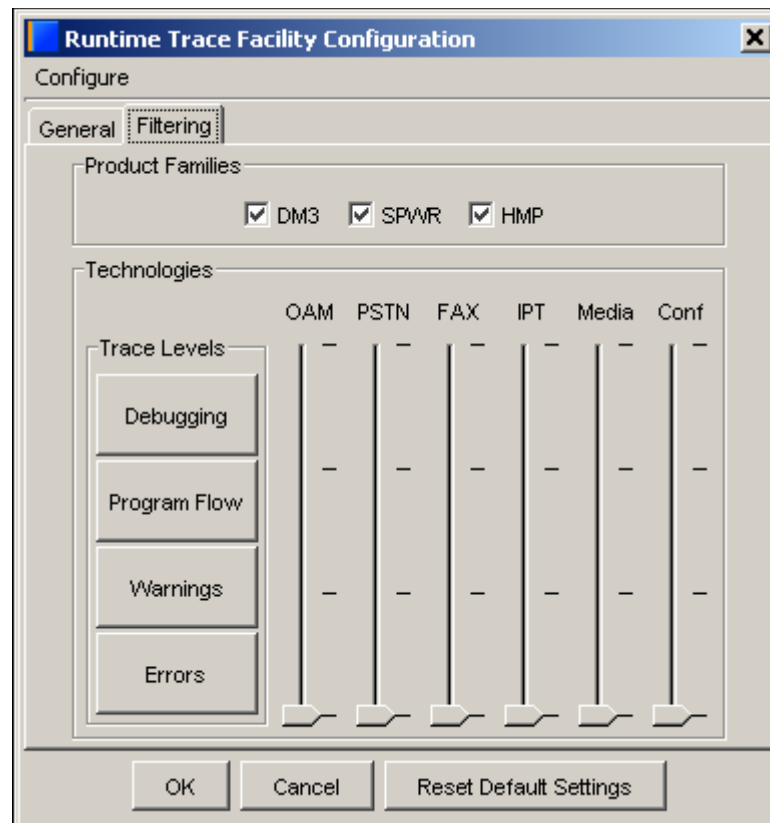 Runtime Trace Facility Configuration
Configure
General Filtering
Product Families
DM3 SPWR HMP
Technologies
OAM PSTN FAX IPT Media Conf
Trace Levels
Debugging
Program Flow
Warnings
Errors
OK Cancel Reset Default Settings